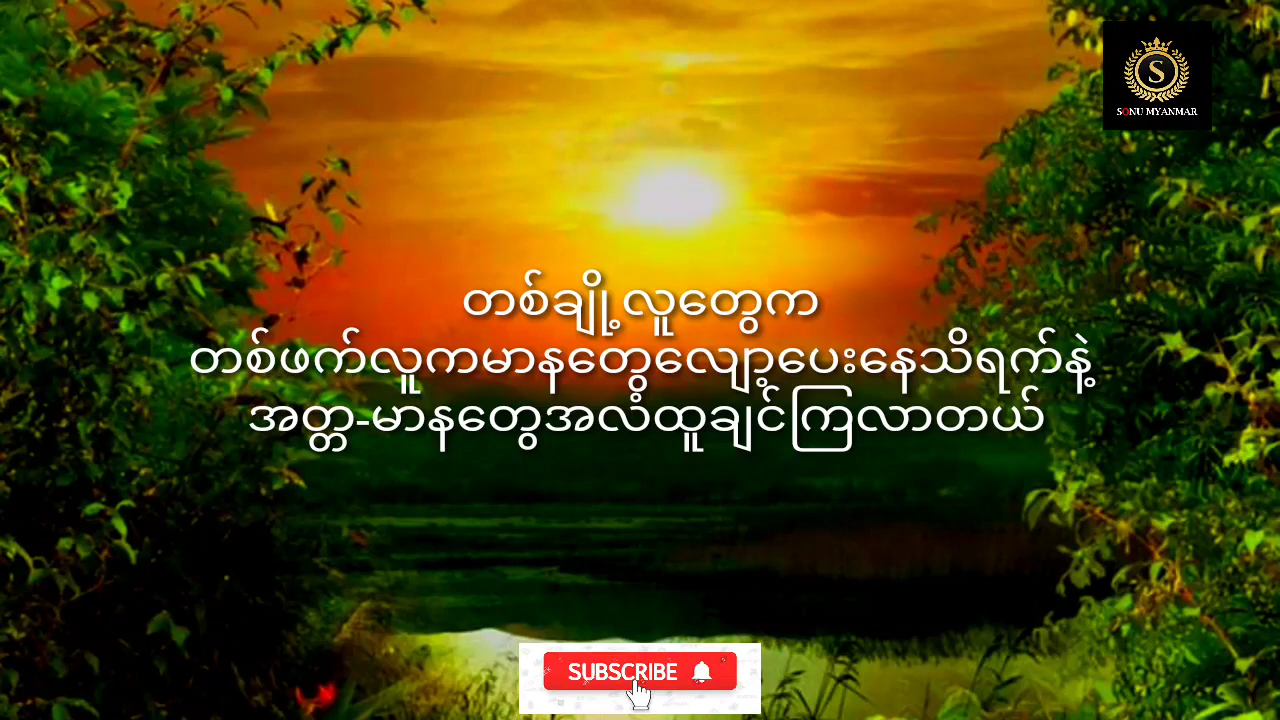 S
SONU MYANMAR
တစ်ချို့လူတွေက
တစ်ဖက်လူကမာနတွေလျော့ပေးနေသိရက်နဲ့
အတ္တ-မာနတွေအလံထူချင်ကြလာတယ်
SUBSCRIBE